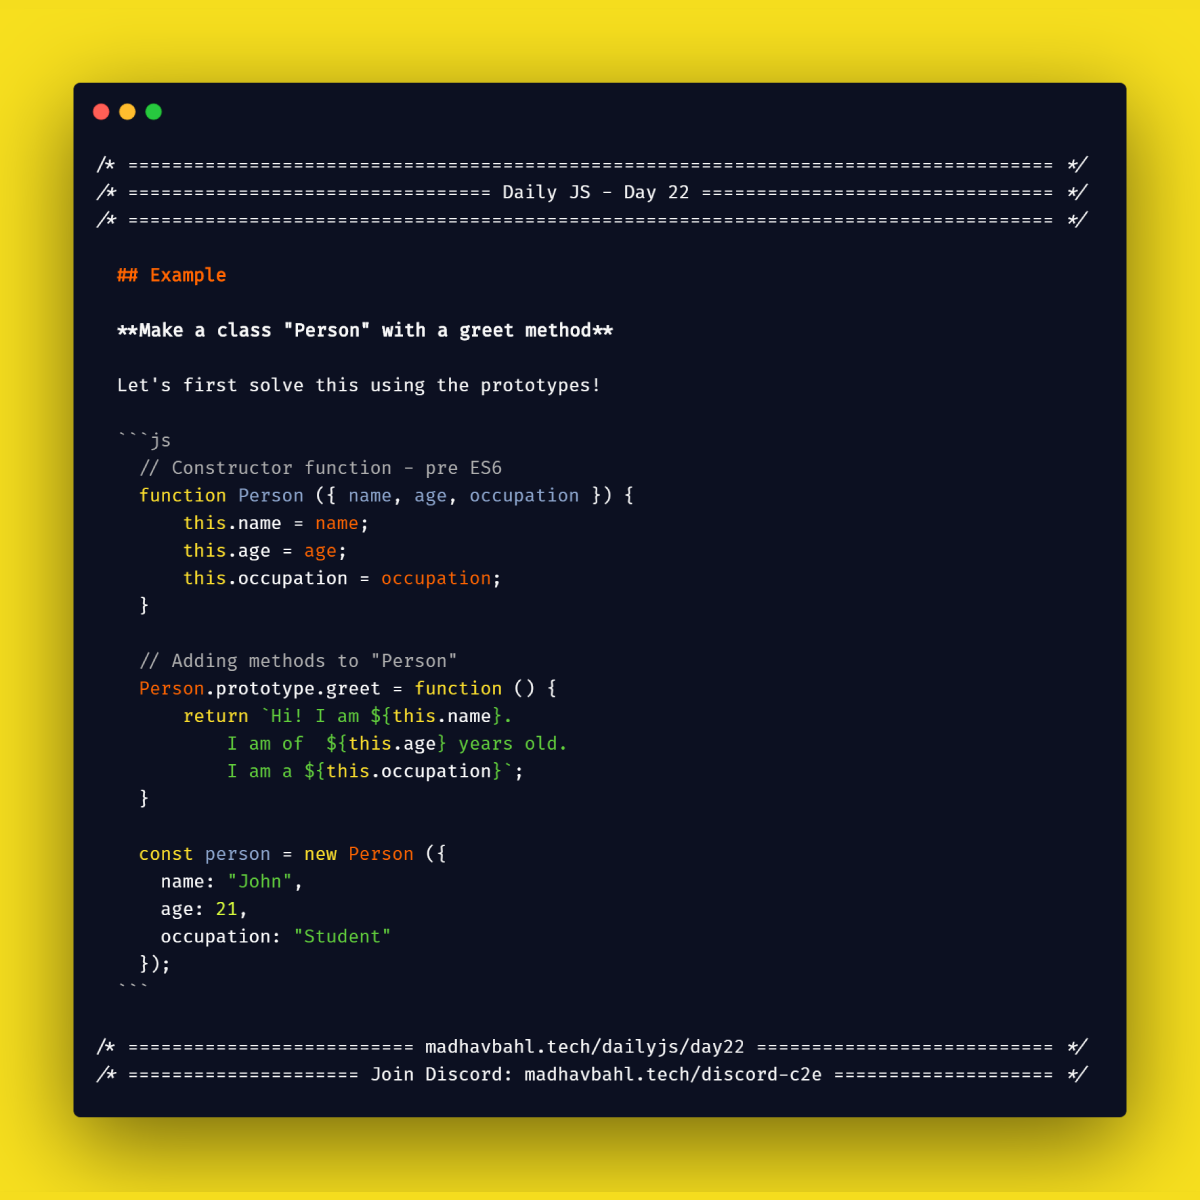 /* ==================================================================================== */
/* ================================= Daily JS - Day 22 ================================ */
/* ==================================================================================== */
## Example
**Make a class "Person" with a greet method**
Let's first solve this using the prototypes!
```js
// Constructor function - pre ES6
function Person ({ name, age, occupation }) {
this.name = name;
this.age = age;
this.occupation = occupation;
}
// Adding methods to "Person"
Person.prototype.greet = function () {
return `Hi! I am ${this.name}.
I am of  ${this.age} years old.
I am a ${this.occupation}`;
}
const person = new Person ({
name: "John",
age: 21,
occupation: "Student"
});
```
/* ========================== madhavbahl.tech/dailyjs/day22 =========================== */
/* ===================== Join Discord: madhavbahl.tech/discord-c2e ==================== */